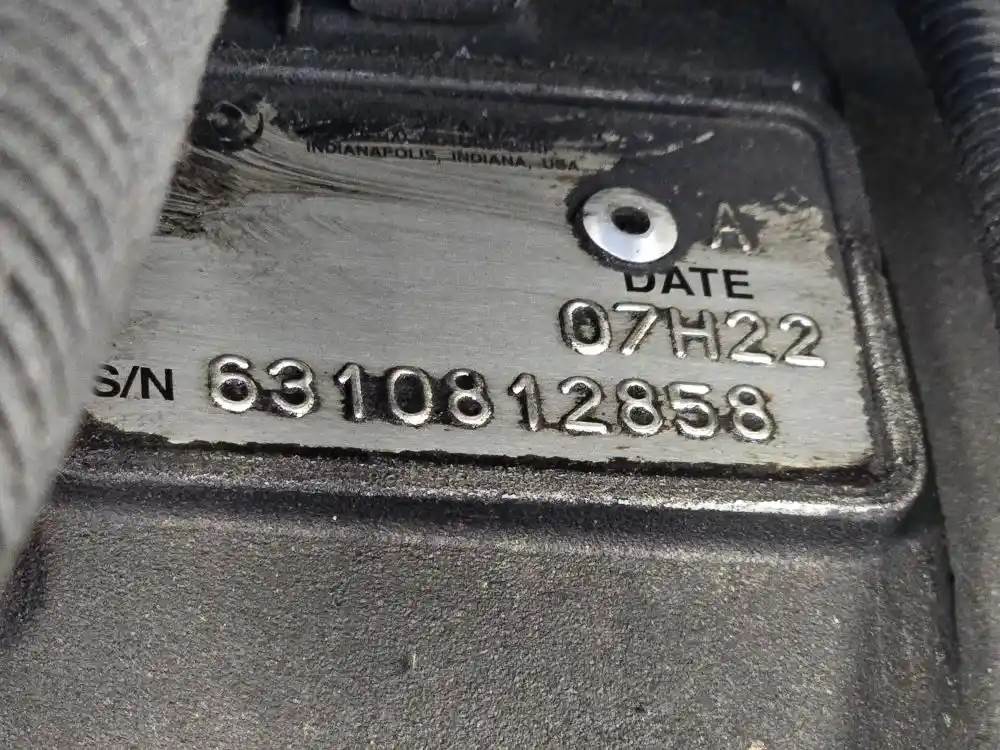 INDIANAPOLIS, INDIANA, USA
A
DATE
07H22
S/N 6310812858